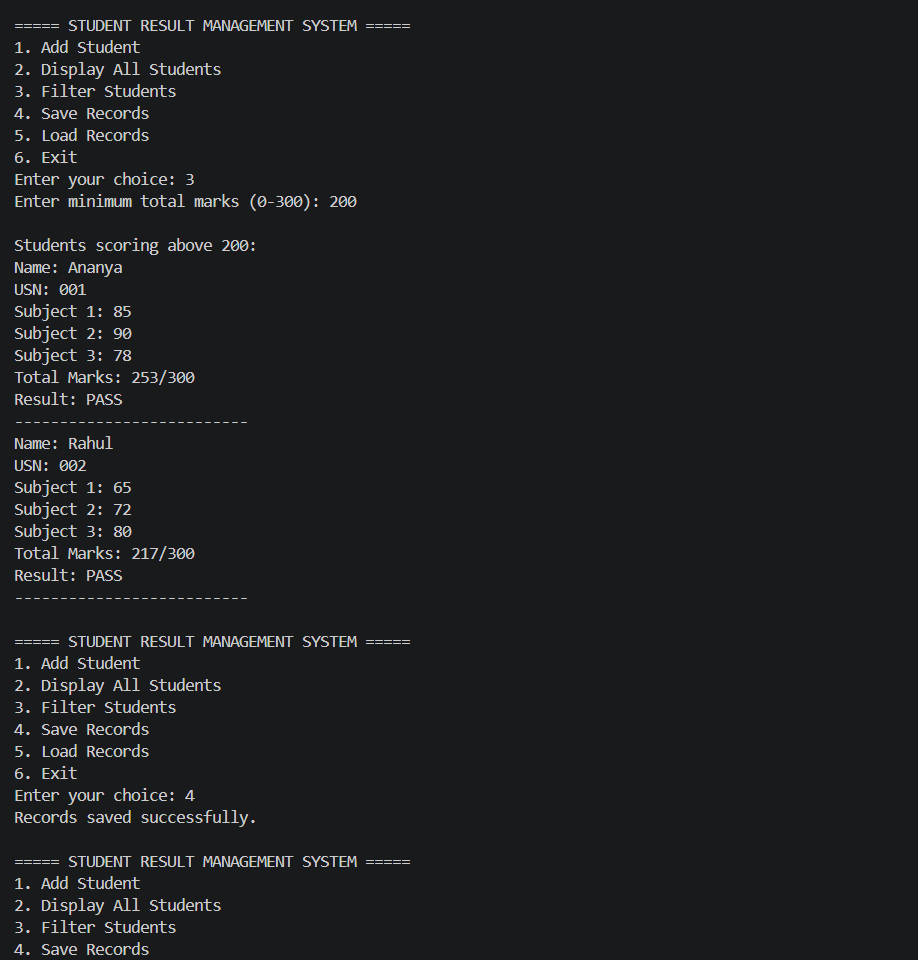 ===== STUDENT RESULT MANAGEMENT SYSTEM =====
1. Add Student
2. Display All Students
3. Filter Students
4. Save Records
5. Load Records
6. Exit
Enter your choice: 3
Enter minimum total marks (0-300): 200

Students scoring above 200:
Name: Ananya
USN: 001
Subject 1: 85
Subject 2: 90
Subject 3: 78
Total Marks: 253/300
Result: PASS
--------------------------
Name: Rahul
USN: 002
Subject 1: 65
Subject 2: 72
Subject 3: 80
Total Marks: 217/300
Result: PASS
--------------------------

===== STUDENT RESULT MANAGEMENT SYSTEM =====
1. Add Student
2. Display All Students
3. Filter Students
4. Save Records
5. Load Records
6. Exit
Enter your choice: 4
Records saved successfully.

===== STUDENT RESULT MANAGEMENT SYSTEM =====
1. Add Student
2. Display All Students
3. Filter Students
4. Save Records